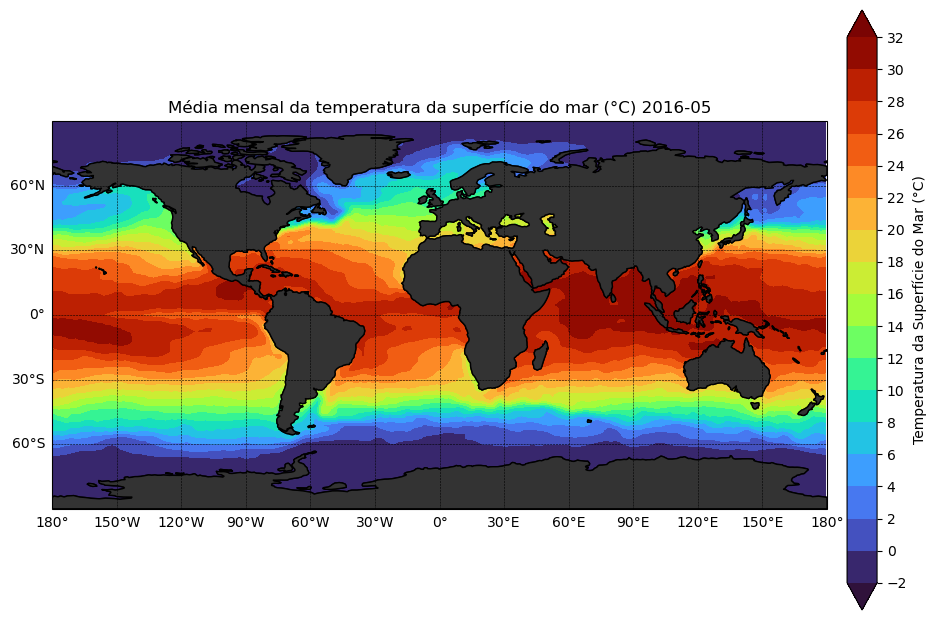 Média mensal da temperatura da superfície do mar (°C) 2016-05
60°N
30°N
0°
30°S
60°S
180° 150°W 120°W 90°W 60°W 30°W 0° 30°E 60°E 90°E 120°E 150°E 180°
32
30
28
26
24
22
20
18
16
14
12
10
8
6
4
2
0
−2
Temperatura da Superfície do Mar (°C)